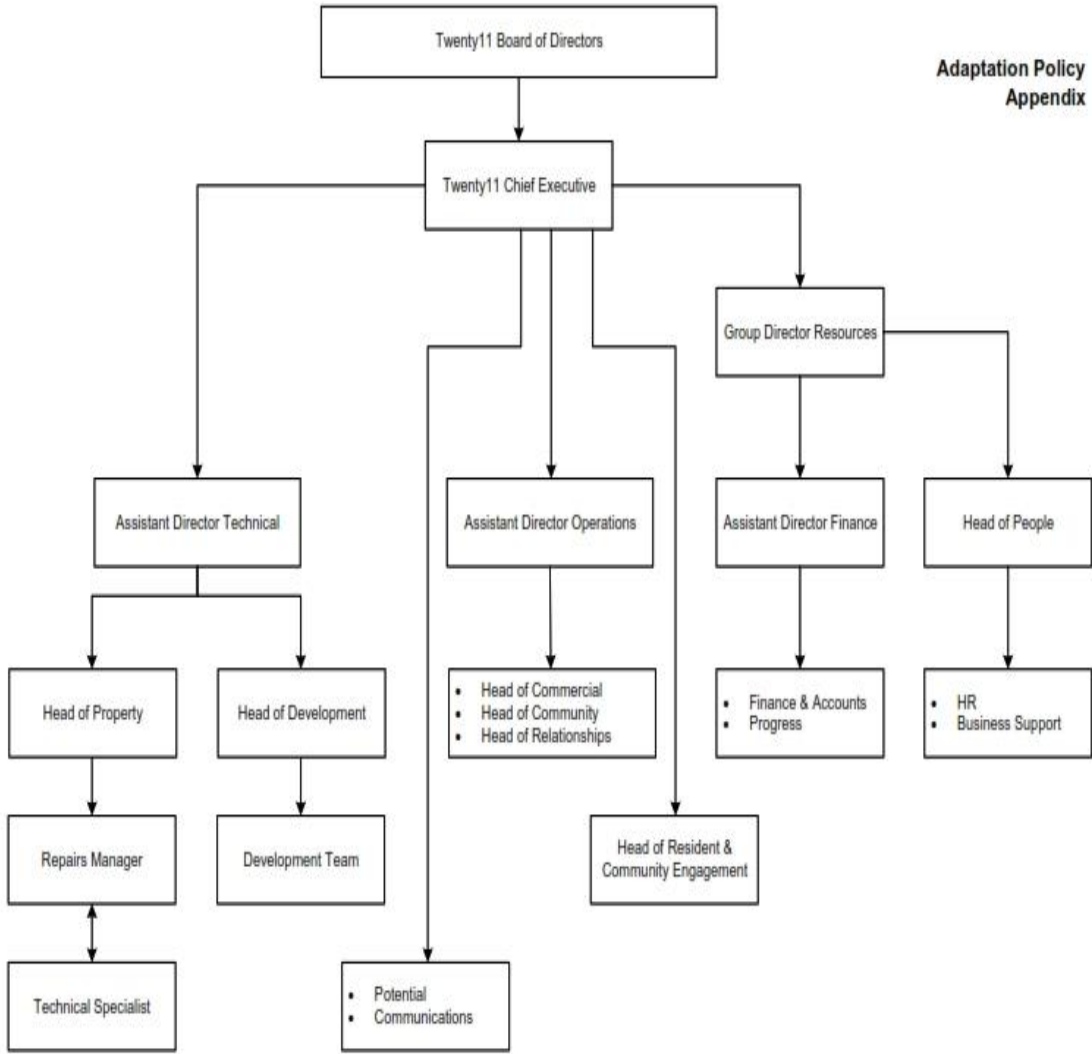 Twenty11 Board of Directors
Adaptation Policy
Appendix
Twenty11 Chief Executive
Group Director Resources
Assistant Director Technical
Assistant Director Operations
Assistant Director Finance
Head of People
Head of Property
Head of Development
• Head of Commercial
• Head of Community
• Head of Relationships
• Finance & Accounts
• Progress
• HR
• Business Support
Repairs Manager
Development Team
Head of Resident &
Community Engagement
Technical Specialist
• Potential
• Communications